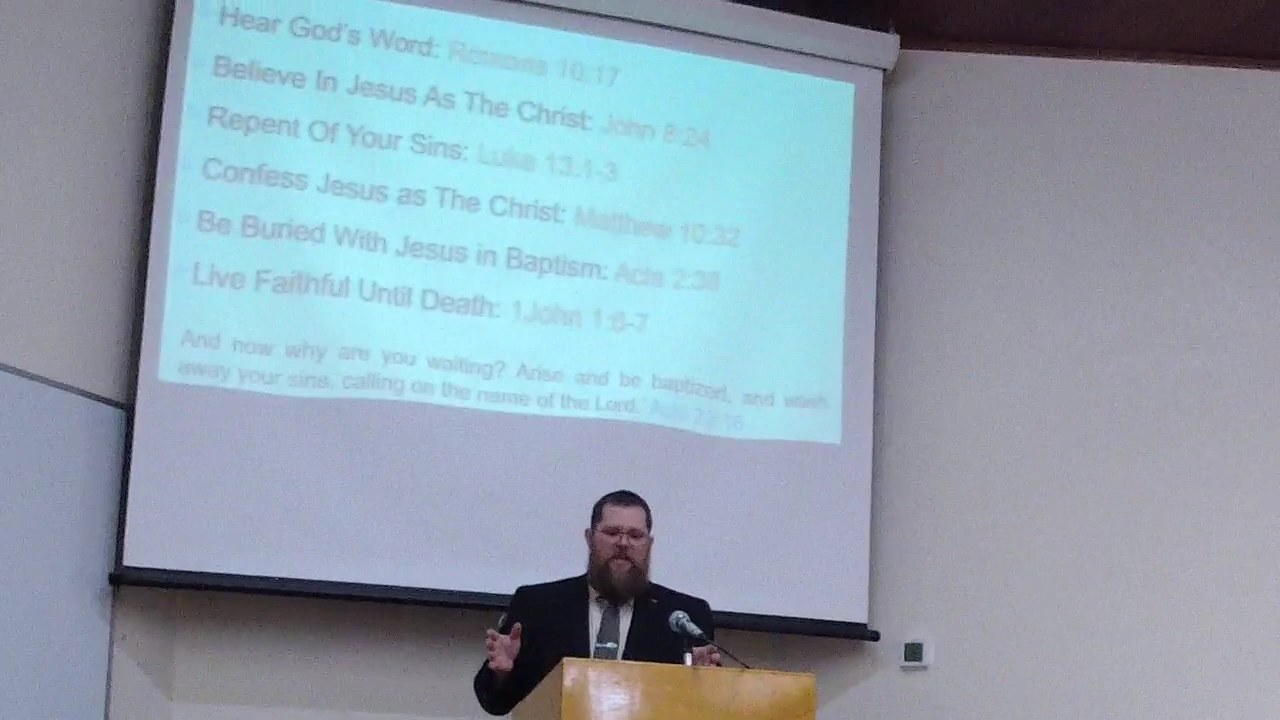 Hear God's Word: Romans 10:17
Believe In Jesus As The Christ: John 8:24
Repent Of Your Sins: Luke 13:1-3
Confess Jesus as The Christ: Matthew 10:32
Be Buried With Jesus in Baptism: Acts 2:38
Live Faithful Until Death: 1John 1:6-7
And now why are you waiting? Arise and be baptized, and wash
away your sins, calling on the name of the Lord.' Acts 22:16